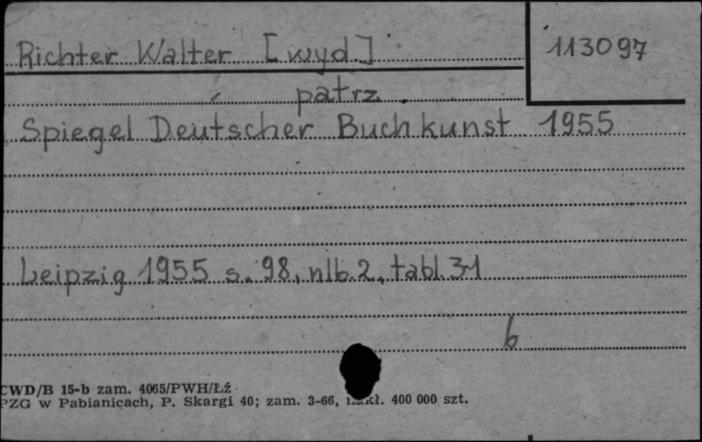 Richter Walter [wyd] 113097
patrz.
Spiegel Deutscher Buchkunst 1955
Leipzig 1955 s. 98, nlb. 2, tabl. 31
b
CWD/B 15-b zam. 4065/PWH/Łź
PZG w Pabianicach, P. Skargi 40; zam. 3-66, 400 000 szt.